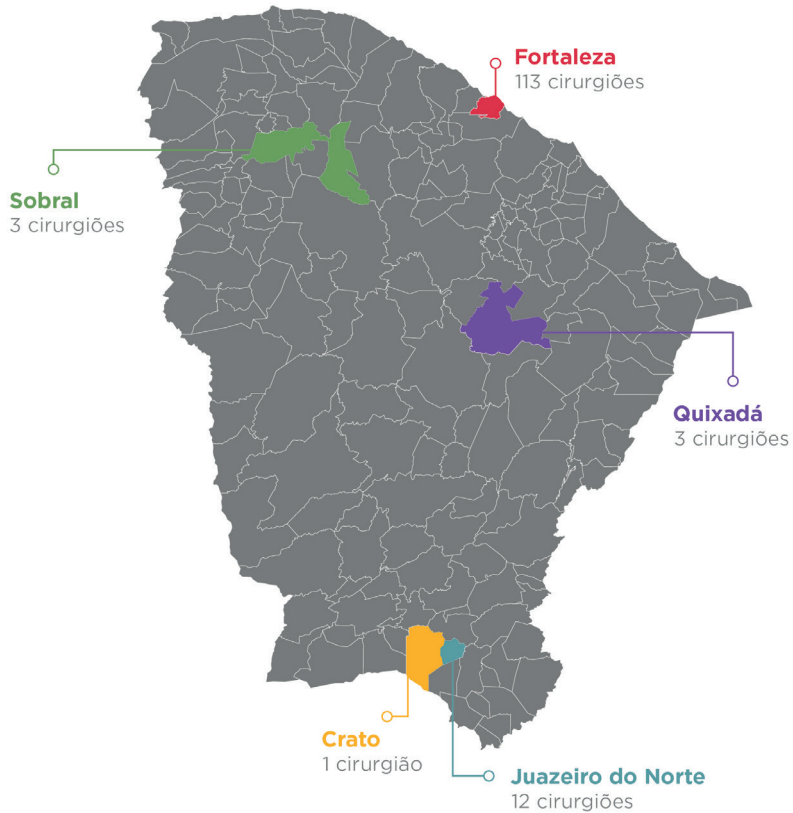 Fortaleza
113 cirurgiões
Sobral
3 cirurgiões
Quixadá
3 cirurgiões
Crato
1 cirurgião
Juazeiro do Norte
12 cirurgiões